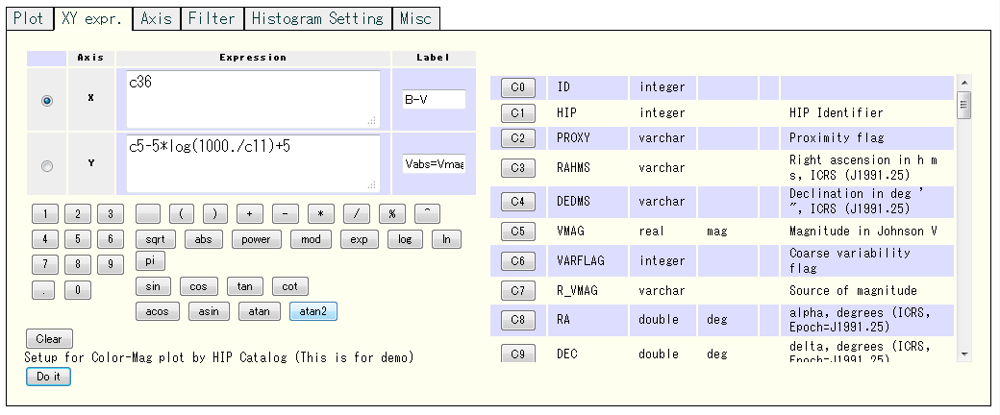 Plot XY expr. Axis Filter Histogram Setting Misc
Axis Expression Label
X c36 B-V
Y c5-5*log(1000./c11)+5 Vabs=Vmag
1 2 3 ( ) + - * / % ^
4 5 6 sqrt abs power mod exp log ln
7 8 9 pi
. 0 sin cos tan cot
acos asin atan atan2
Clear
Setup for Color-Mag plot by HIP Catalog (This is for demo)
Do it
C0 ID integer
C1 HIP integer HIP Identifier
C2 PROXY varchar Proximity flag
C3 RAHMS varchar Right ascension in h m
s, ICRS (J1991.25)
C4 DEDMS varchar Declination in deg '
", ICRS (J1991.25)
C5 VMAG real mag Magnitude in Johnson V
C6 VARFLAG integer Coarse variability
flag
C7 R_VMAG varchar Source of magnitude
C8 RA double deg alpha, degrees (ICRS,
Epoch=J1991.25)
C9 DEC double deg delta, degrees (ICRS,
Epoch=J1991.25)